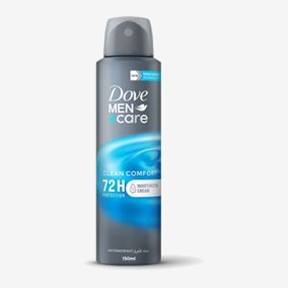 Dove
MEN
+care
CLEAN COMFORT
72H
PROTECTION
MOISTURIZING
CREAM
150ml